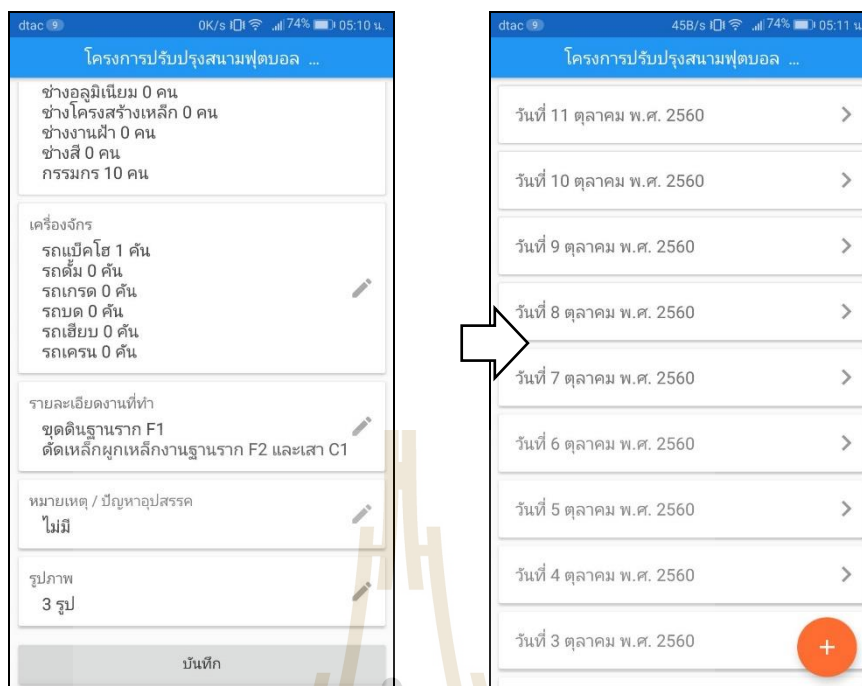 dtac 9 0K/s 74% 05:10 น.
โครงการปรับปรุงสนามฟุตบอล ...
ช่างอลูมิเนียม 0 คน
ช่างโครงสร้างเหล็ก 0 คน
ช่างงานฝ้า 0 คน
ช่างสี 0 คน
กรรมกร 10 คน
เครื่องจักร
รถแบ็คโฮ 1 คัน
รถดั้ม 0 คัน
รถเกรด 0 คัน
รถบด 0 คัน
รถเฮียบ 0 คัน
รถเครน 0 คัน
รายละเอียดงานที่ทำ
ขุดดินฐานราก F1
ดัดเหล็กผูกเหล็กงานฐานราก F2 และเสา C1
หมายเหตุ / ปัญหาอุปสรรค
ไม่มี
รูปภาพ
3 รูป
บันทึก
dtac 9 45B/s 74% 05:11 น
โครงการปรับปรุงสนามฟุตบอล ...
วันที่ 11 ตุลาคม พ.ศ. 2560
วันที่ 10 ตุลาคม พ.ศ. 2560
วันที่ 9 ตุลาคม พ.ศ. 2560
วันที่ 8 ตุลาคม พ.ศ. 2560
วันที่ 7 ตุลาคม พ.ศ. 2560
วันที่ 6 ตุลาคม พ.ศ. 2560
วันที่ 5 ตุลาคม พ.ศ. 2560
วันที่ 4 ตุลาคม พ.ศ. 2560
วันที่ 3 ตุลาคม พ.ศ. 2560